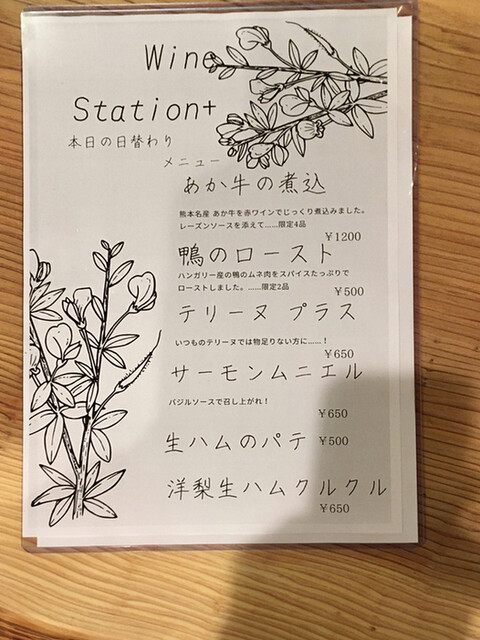 Wine
Station+
本日の日替わり
メニュー
あか牛の煮込
熊本名産 あか牛を赤ワインでじっくり煮込みました。
レーズンソースを添えて……限定4品
¥1200
鴨のロースト
ハンガリー産の鴨のムネ肉をスパイスたっぷりで
ローストしました。……限定2品
¥500
テリーヌ プラス
いつものテリーヌでは物足りない方に……！
¥650
サーモンムニエル
バジルソースで召し上がれ！
¥650
生ハムのパテ ¥500
洋梨生ハムクルクル
¥650